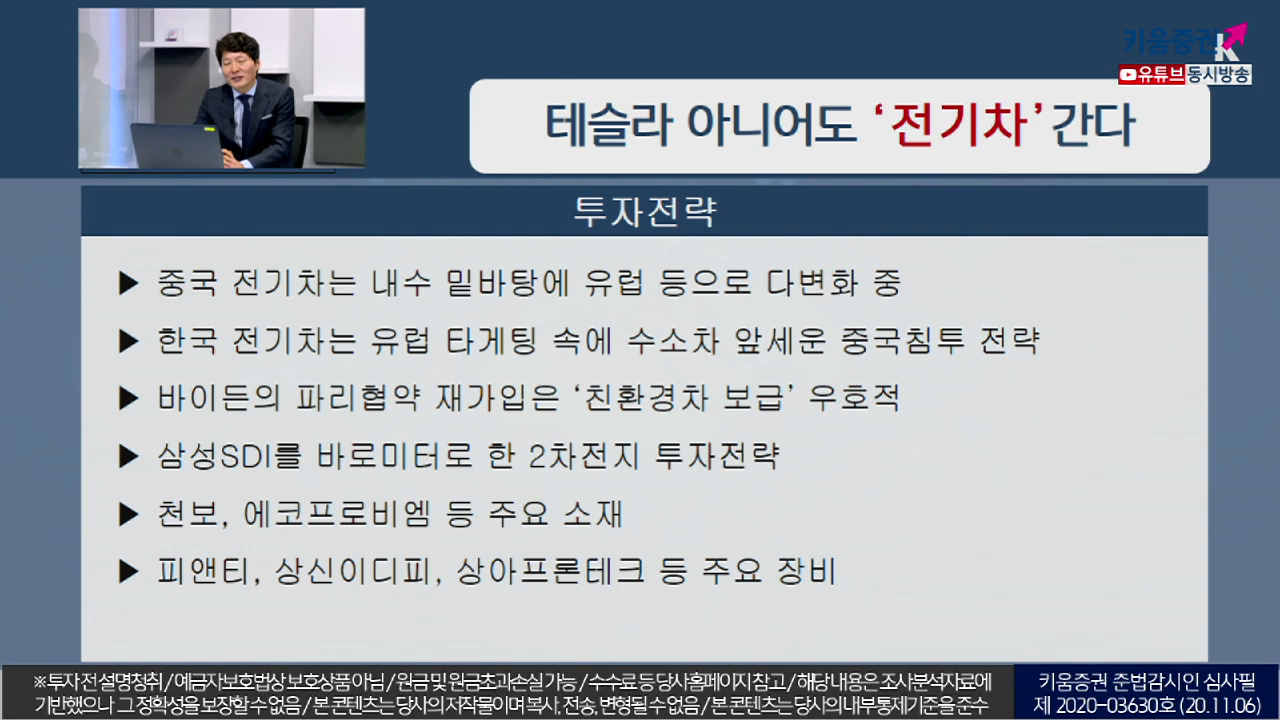 키움증권
유튜브동시방송
테슬라 아니어도 ‘전기차’ 간다
투자전략
▶ 중국 전기차는 내수 밑바탕에 유럽 등으로 다변화 중
▶ 한국 전기차는 유럽 타게팅 속에 수소차 앞세운 중국침투 전략
▶ 바이든의 파리협약 재가입은 ‘친환경차 보급’ 우호적
▶ 삼성SDI를 바로미터로 한 2차전지 투자전략
▶ 천보, 에코프로비엠 등 주요 소재
▶ 피앤티, 상신이디피, 상아프론테크 등 주요 장비
※ 투자 전 설명청취 / 예금자보호법상 보호상품 아님 / 원금 및 원금초과손실 가능 / 수수료 등 당사홈페이지 참고 / 해당 내용은 조사분석자료에
기반했으나 그 정확성을 보장할 수 없음 / 본 콘텐츠는 당사의 저작물이며 복사, 전송, 변형될 수 없음 / 본 콘텐츠는 당사의 내부통제기준을 준수
키움증권 준법감시인 심사필
제 2020-03630호 (20.11.06)